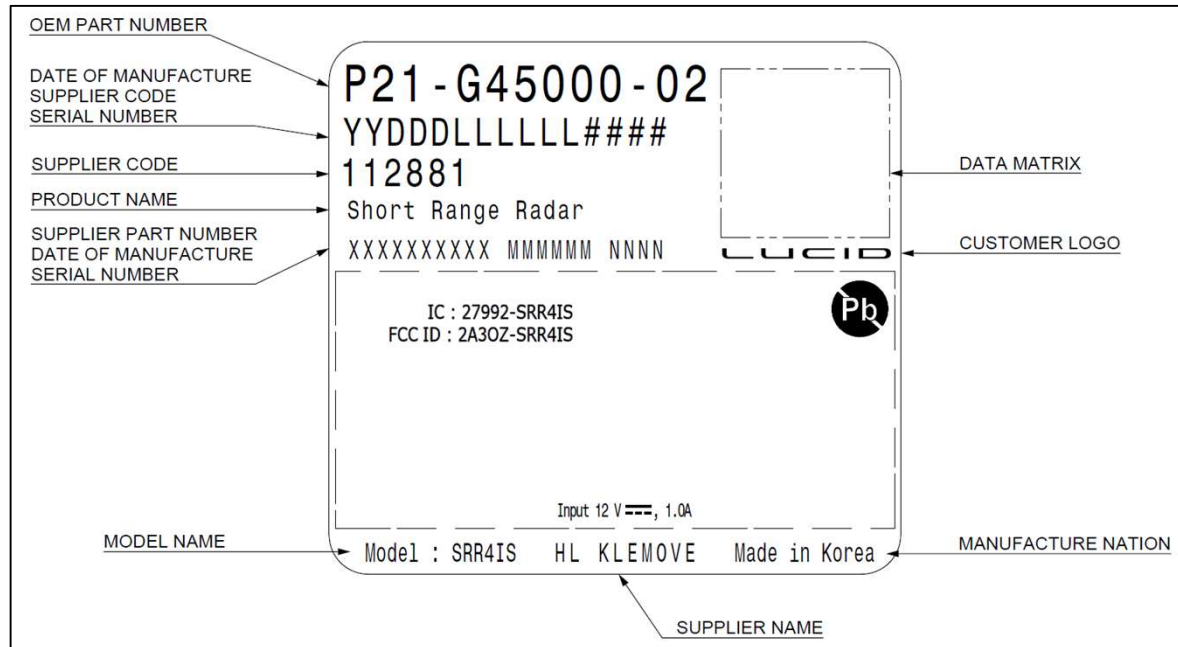 OEM PART NUMBER
P21-G45000-02
DATE OF MANUFACTURE
SUPPLIER CODE
SERIAL NUMBER
YYDDDLLLLLL####
SUPPLIER CODE
112881
DATA MATRIX
PRODUCT NAME
Short Range Radar
SUPPLIER PART NUMBER
DATE OF MANUFACTURE
SERIAL NUMBER
XXXXXXXXXX MMMMMM NNNN
LUCID
CUSTOMER LOGO
IC : 27992-SRR4IS
FCC ID : 2A3OZ-SRR4IS
Pb
Input 12 V ⎓, 1.0A
MODEL NAME
Model : SRR4IS HL KLEMOVE Made in Korea
MANUFACTURE NATION
SUPPLIER NAME